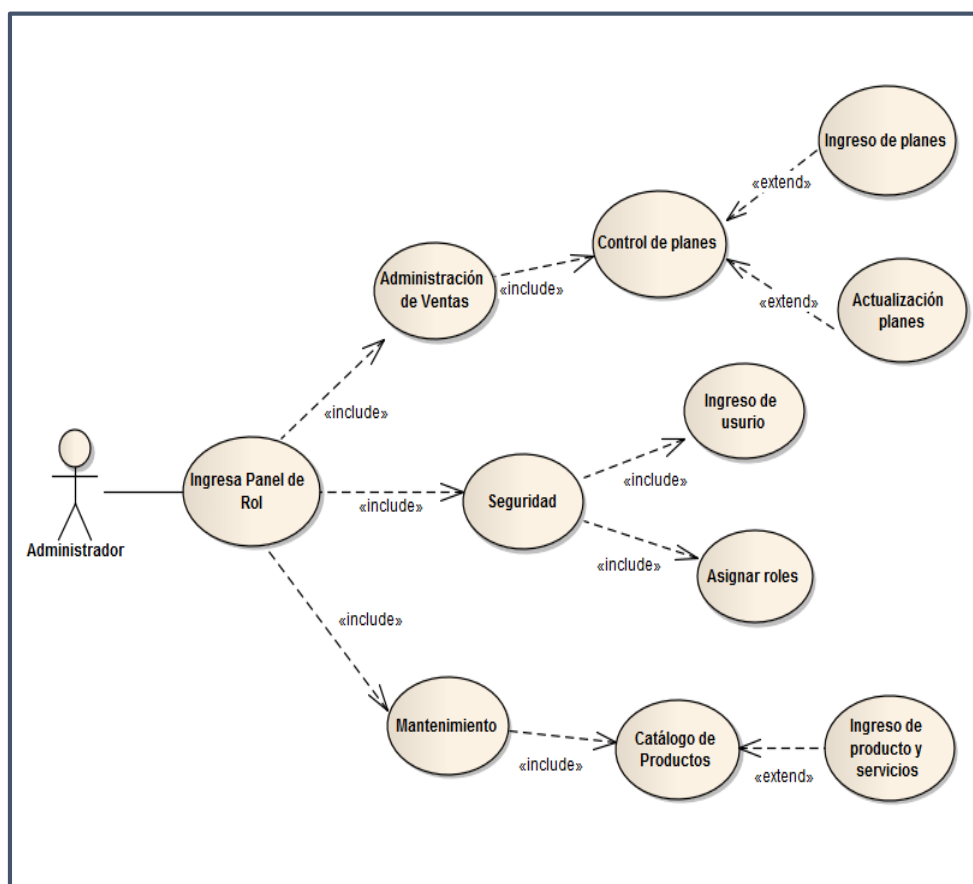 Ingreso de planes
«extend»
Control de planes
Administración
de Ventas
«include»
«extend»
Actualización
planes
«include»
Ingreso de
usurio
«include»
Ingresa Panel de
Rol
«include»
Seguridad
Administrador
«include»
Asignar roles
«include»
Mantenimiento
«include»
Catálogo de
Productos
«extend»
Ingreso de
producto y
servicios